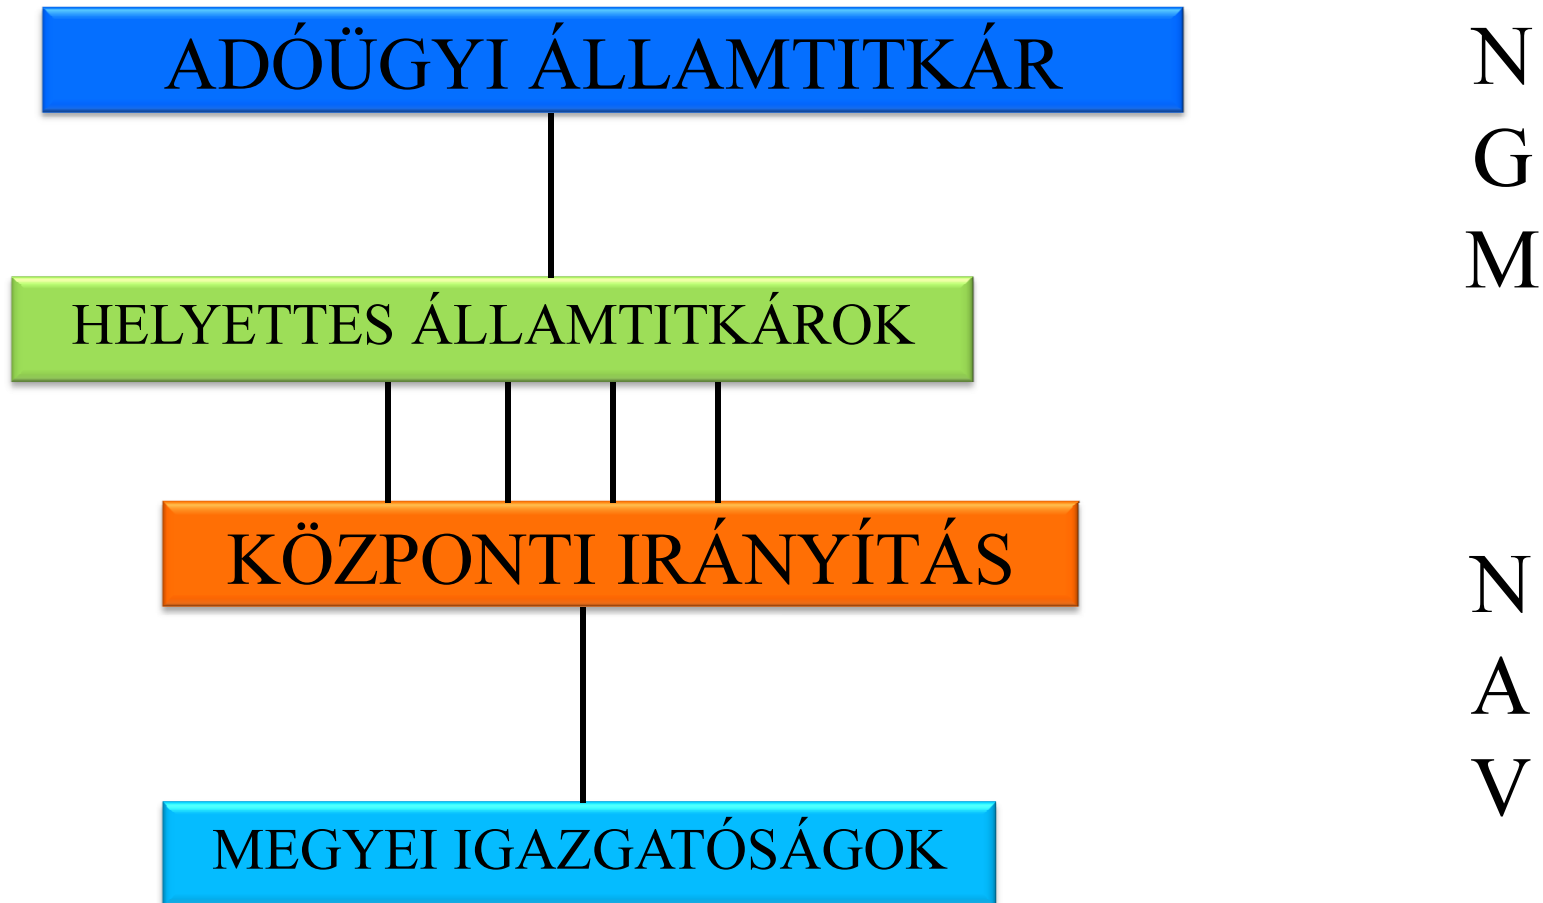 ADÓÜGYI ÁLLAMTITKÁR
N
G
M
HELYETTES ÁLLAMTITKÁROK
KÖZPONTI IRÁNYÍTÁS
N
A
V
MEGYEI IGAZGATÓSÁGOK